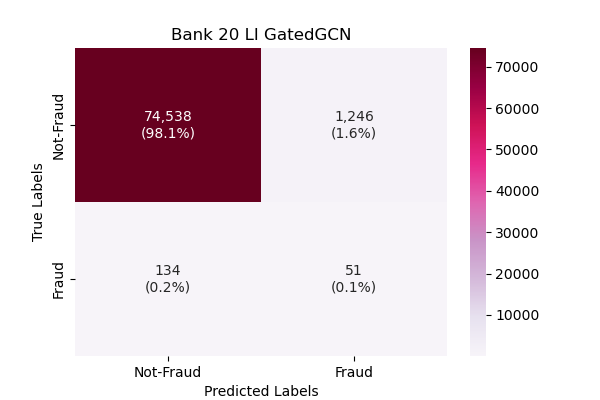 Bank 20 LI GatedGCN
True Labels
Not-Fraud
74,538
(98.1%)
1,246
(1.6%)
Fraud
134
(0.2%)
51
(0.1%)
Not-Fraud
Fraud
Predicted Labels
70000
60000
50000
40000
30000
20000
10000